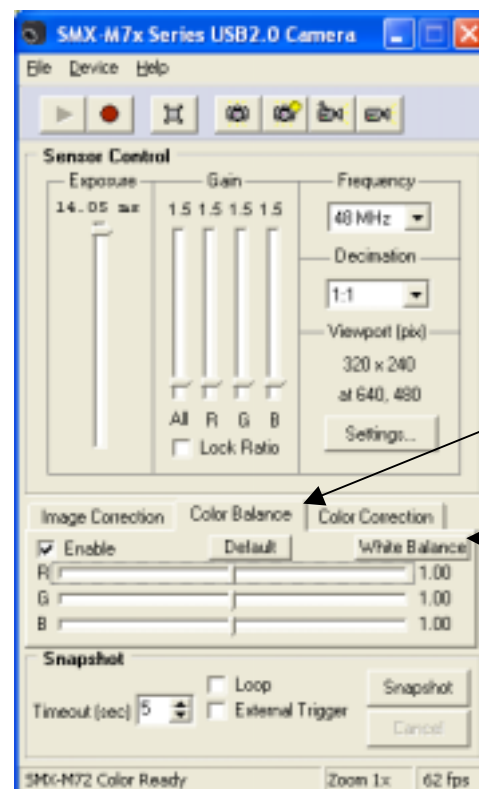 SMX-M7x Series USB2.0 Camera
File Device Help
Sensor Control
Exposure Gain Frequency
14.05 ms 1.5 1.5 1.5 1.5
48 MHz
Decimation
1:1
Viewport (pix)
320 x 240
at 640, 480
All R G B
Settings...
Lock Ratio
Image Correction Color Balance Color Correction
Enable Default White Balance
R 1.00
G 1.00
B 1.00
Snapshot
Loop
Snapshot
Timeout (sec) 5 External Trigger
Cancel
SMX-M72 Color Ready Zoom 1x 62 fps